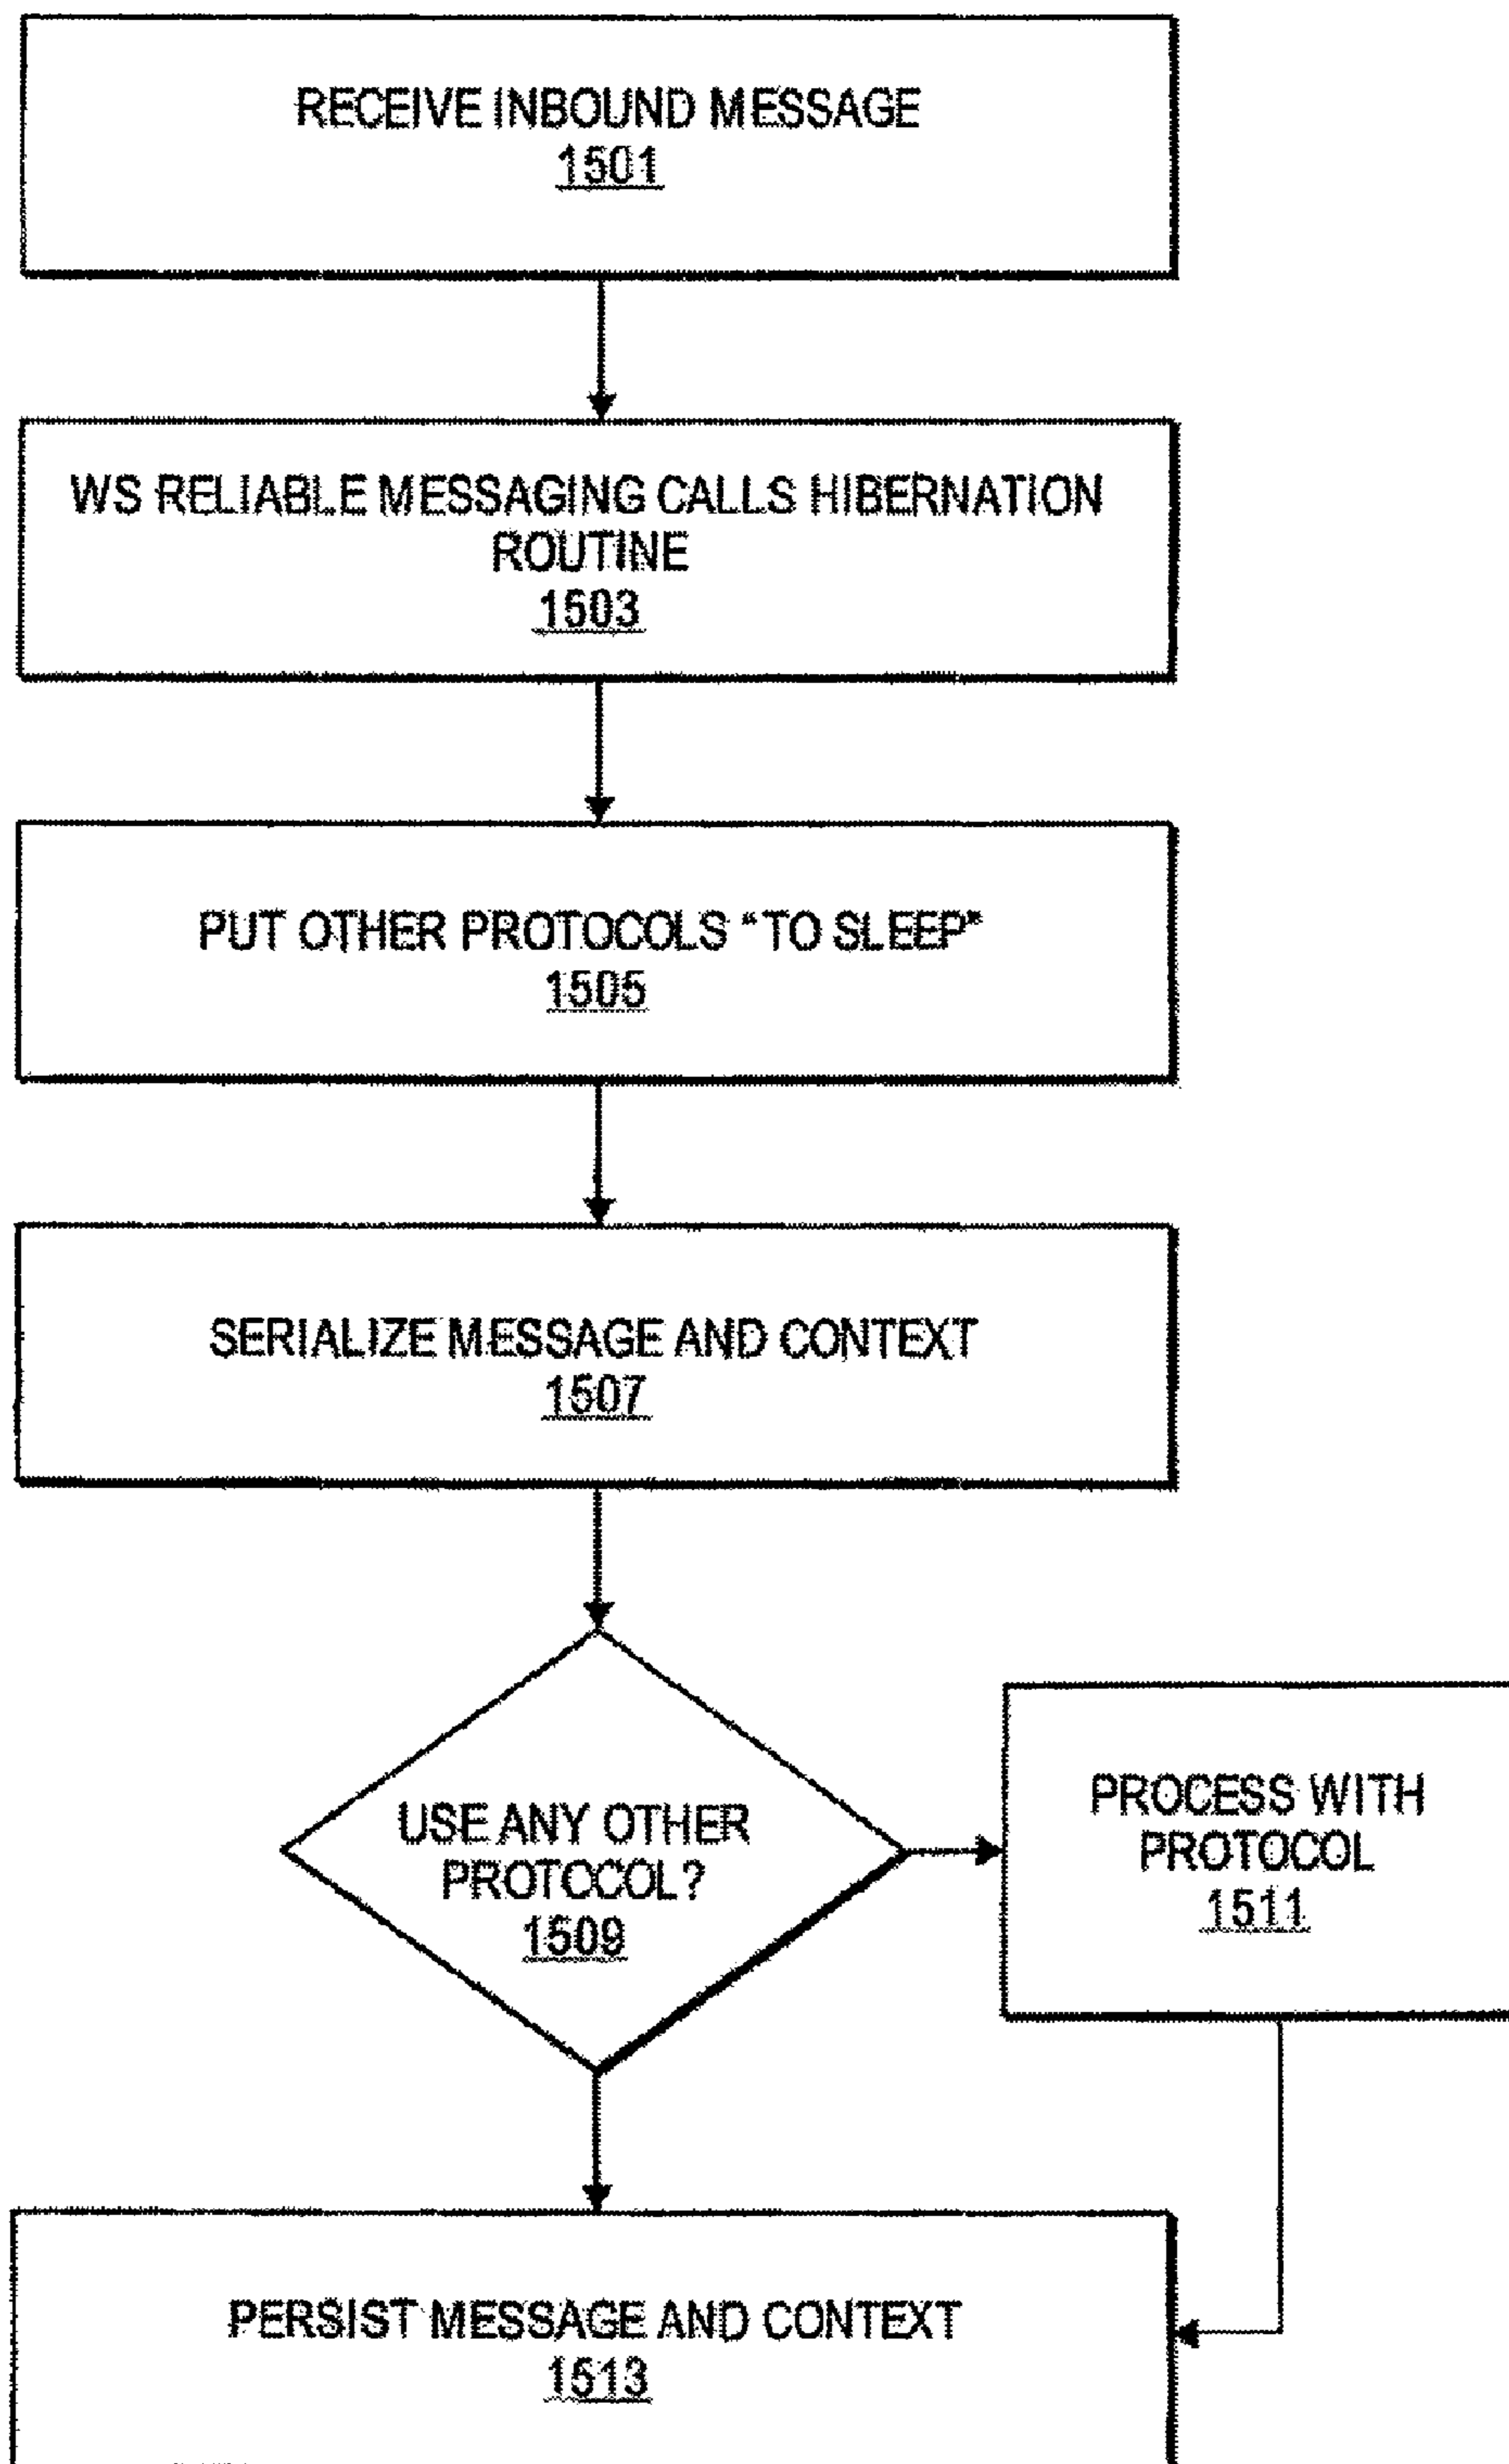 RECEIVE INBOUND MESSAGE
1501
WS RELIABLE MESSAGING CALLS HIBERNATION
ROUTINE
1503
PUT OTHER PROTOCOLS "TO SLEEP"
1505
SERIALIZE MESSAGE AND CONTEXT
1507
USE ANY OTHER
PROTOCOL?
1509
PROCESS WITH
PROTOCOL
1511
PERSIST MESSAGE AND CONTEXT
1513